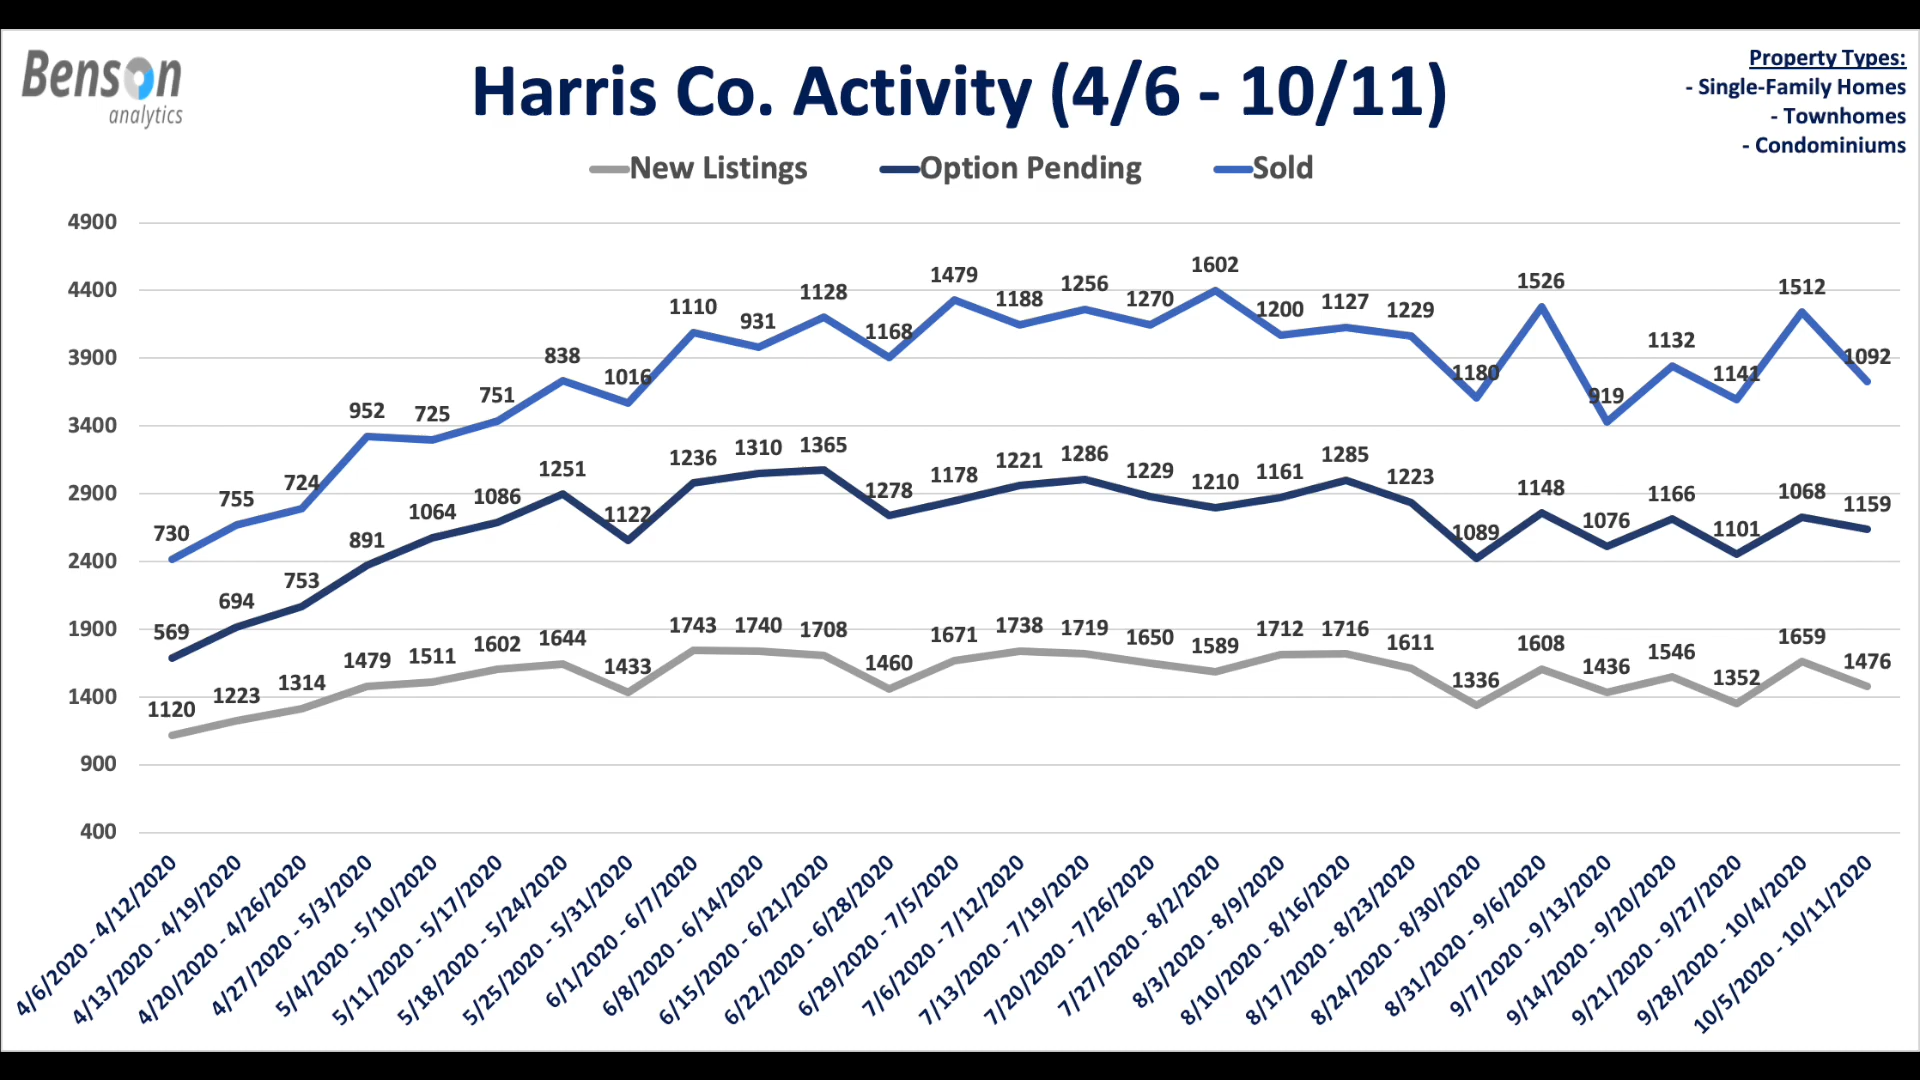 Benson
analytics
Harris Co. Activity (4/6 - 10/11)
Property Types:
- Single-Family Homes
- Townhomes
- Condominiums
New Listings Option Pending Sold
4900
4400
3900
3400
2900
2400
1900
1400
900
400
730 755 724 952 725 751 838 1016 1110 931 1128 1168 1479 1188 1256 1270 1602 1200 1127 1229 1180 1526 919 1132 1141 1512 1092
569 694 753 891 1064 1086 1251 1122 1236 1310 1365 1278 1178 1221 1286 1229 1210 1161 1285 1223 1089 1148 1076 1166 1101 1068 1159
1120 1223 1314 1479 1511 1602 1644 1433 1743 1740 1708 1460 1671 1738 1719 1650 1589 1712 1716 1611 1336 1608 1436 1546 1352 1659 1476
4/6/2020 - 4/12/2020
4/13/2020 - 4/19/2020
4/20/2020 - 4/26/2020
4/27/2020 - 5/3/2020
5/4/2020 - 5/10/2020
5/11/2020 - 5/17/2020
5/18/2020 - 5/24/2020
5/25/2020 - 5/31/2020
6/1/2020 - 6/7/2020
6/8/2020 - 6/14/2020
6/15/2020 - 6/21/2020
6/22/2020 - 6/28/2020
6/29/2020 - 7/5/2020
7/6/2020 - 7/12/2020
7/13/2020 - 7/19/2020
7/20/2020 - 7/26/2020
7/27/2020 - 8/2/2020
8/3/2020 - 8/9/2020
8/10/2020 - 8/16/2020
8/17/2020 - 8/23/2020
8/24/2020 - 8/30/2020
8/31/2020 - 9/6/2020
9/7/2020 - 9/13/2020
9/14/2020 - 9/20/2020
9/21/2020 - 9/27/2020
9/28/2020 - 10/4/2020
10/5/2020 - 10/11/2020